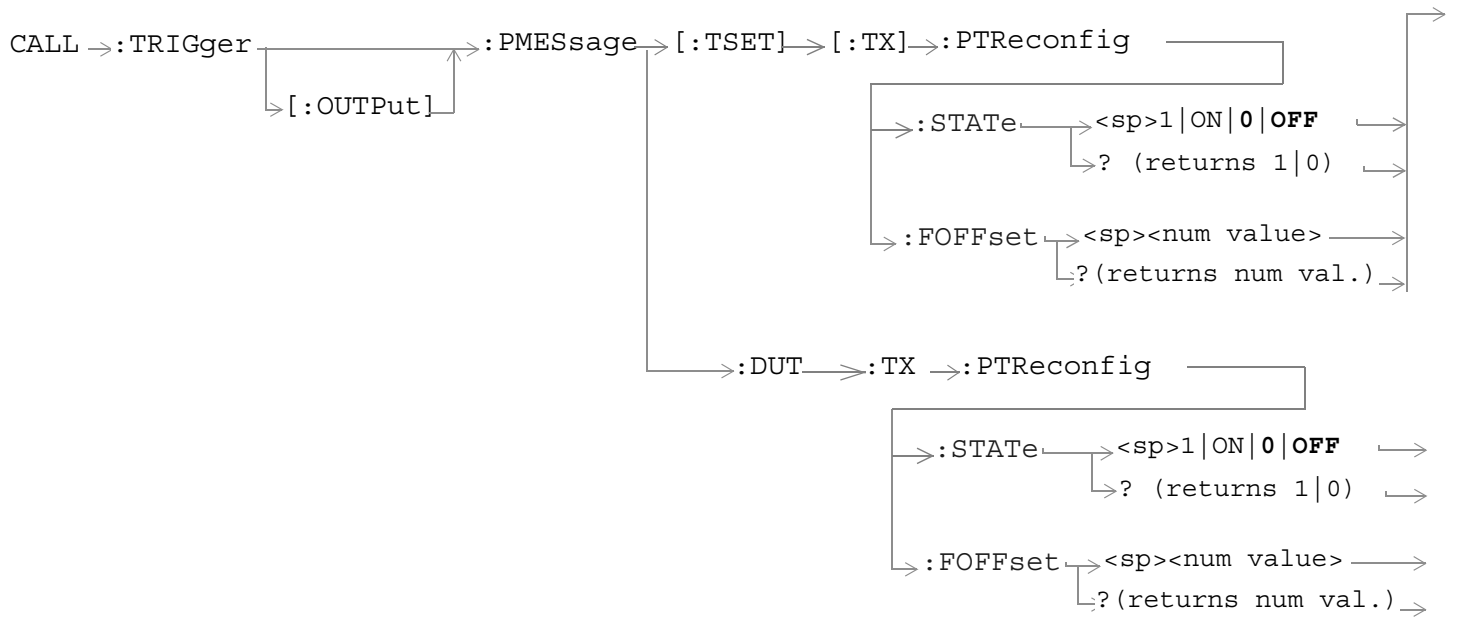 CALL :TRIGger :PMESsage [:TSET] [:TX] :PTReconfig
[:OUTPut]
:STATe <sp>1|ON|0|OFF
? (returns 1|0)
:FOFFset <sp><num value>
?(returns num val.)
:DUT :TX :PTReconfig
:STATe <sp>1|ON|0|OFF
? (returns 1|0)
:FOFFset <sp><num value>
?(returns num val.)